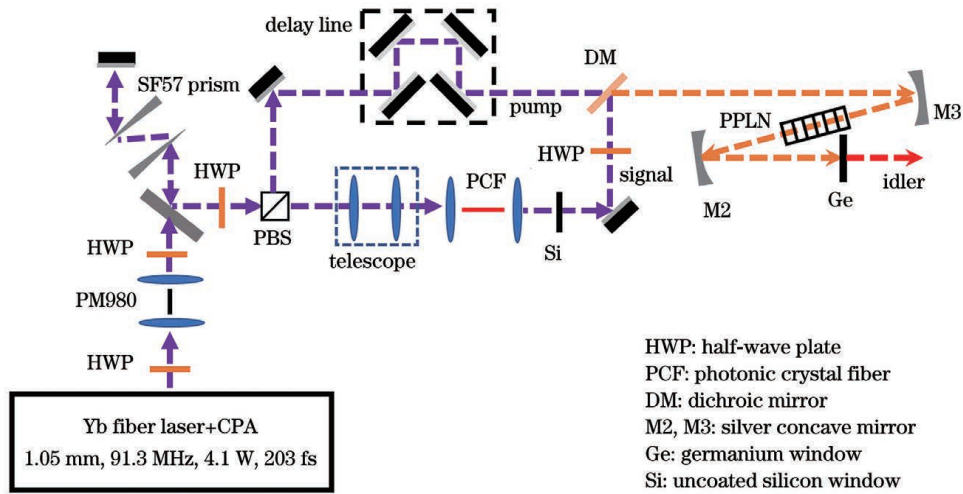 delay line
DM
SF57 prism
pump
M3
PPLN
HWP
HWP
PCF
signal
idler
M2
Ge
PBS
Si
HWP
telescope
PM980
HWP
HWP: half-wave plate
PCF: photonic crystal fiber
DM: dichroic mirror
M2, M3: silver concave mirror
Ge: germanium window
Si: uncoated silicon window
Yb fiber laser+CPA
1.05 mm, 91.3 MHz, 4.1 W, 203 fs